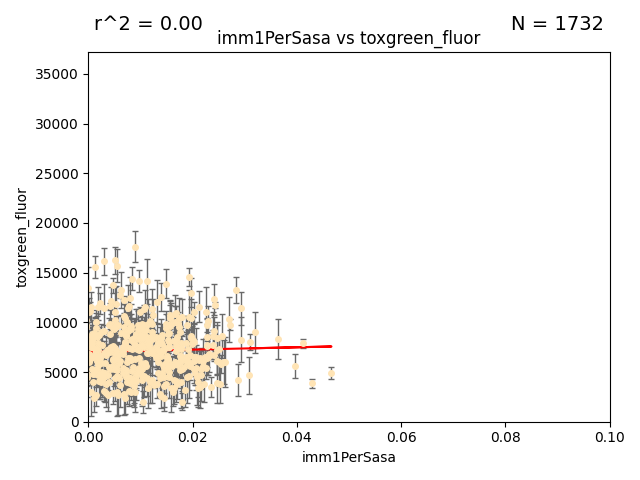 r^2 = 0.00
N = 1732
imm1PerSasa vs toxgreen_fluor
35000
30000
25000
20000
15000
10000
5000
0
toxgreen_fluor
0.00
0.02
0.04
0.06
0.08
0.10
imm1PerSasa